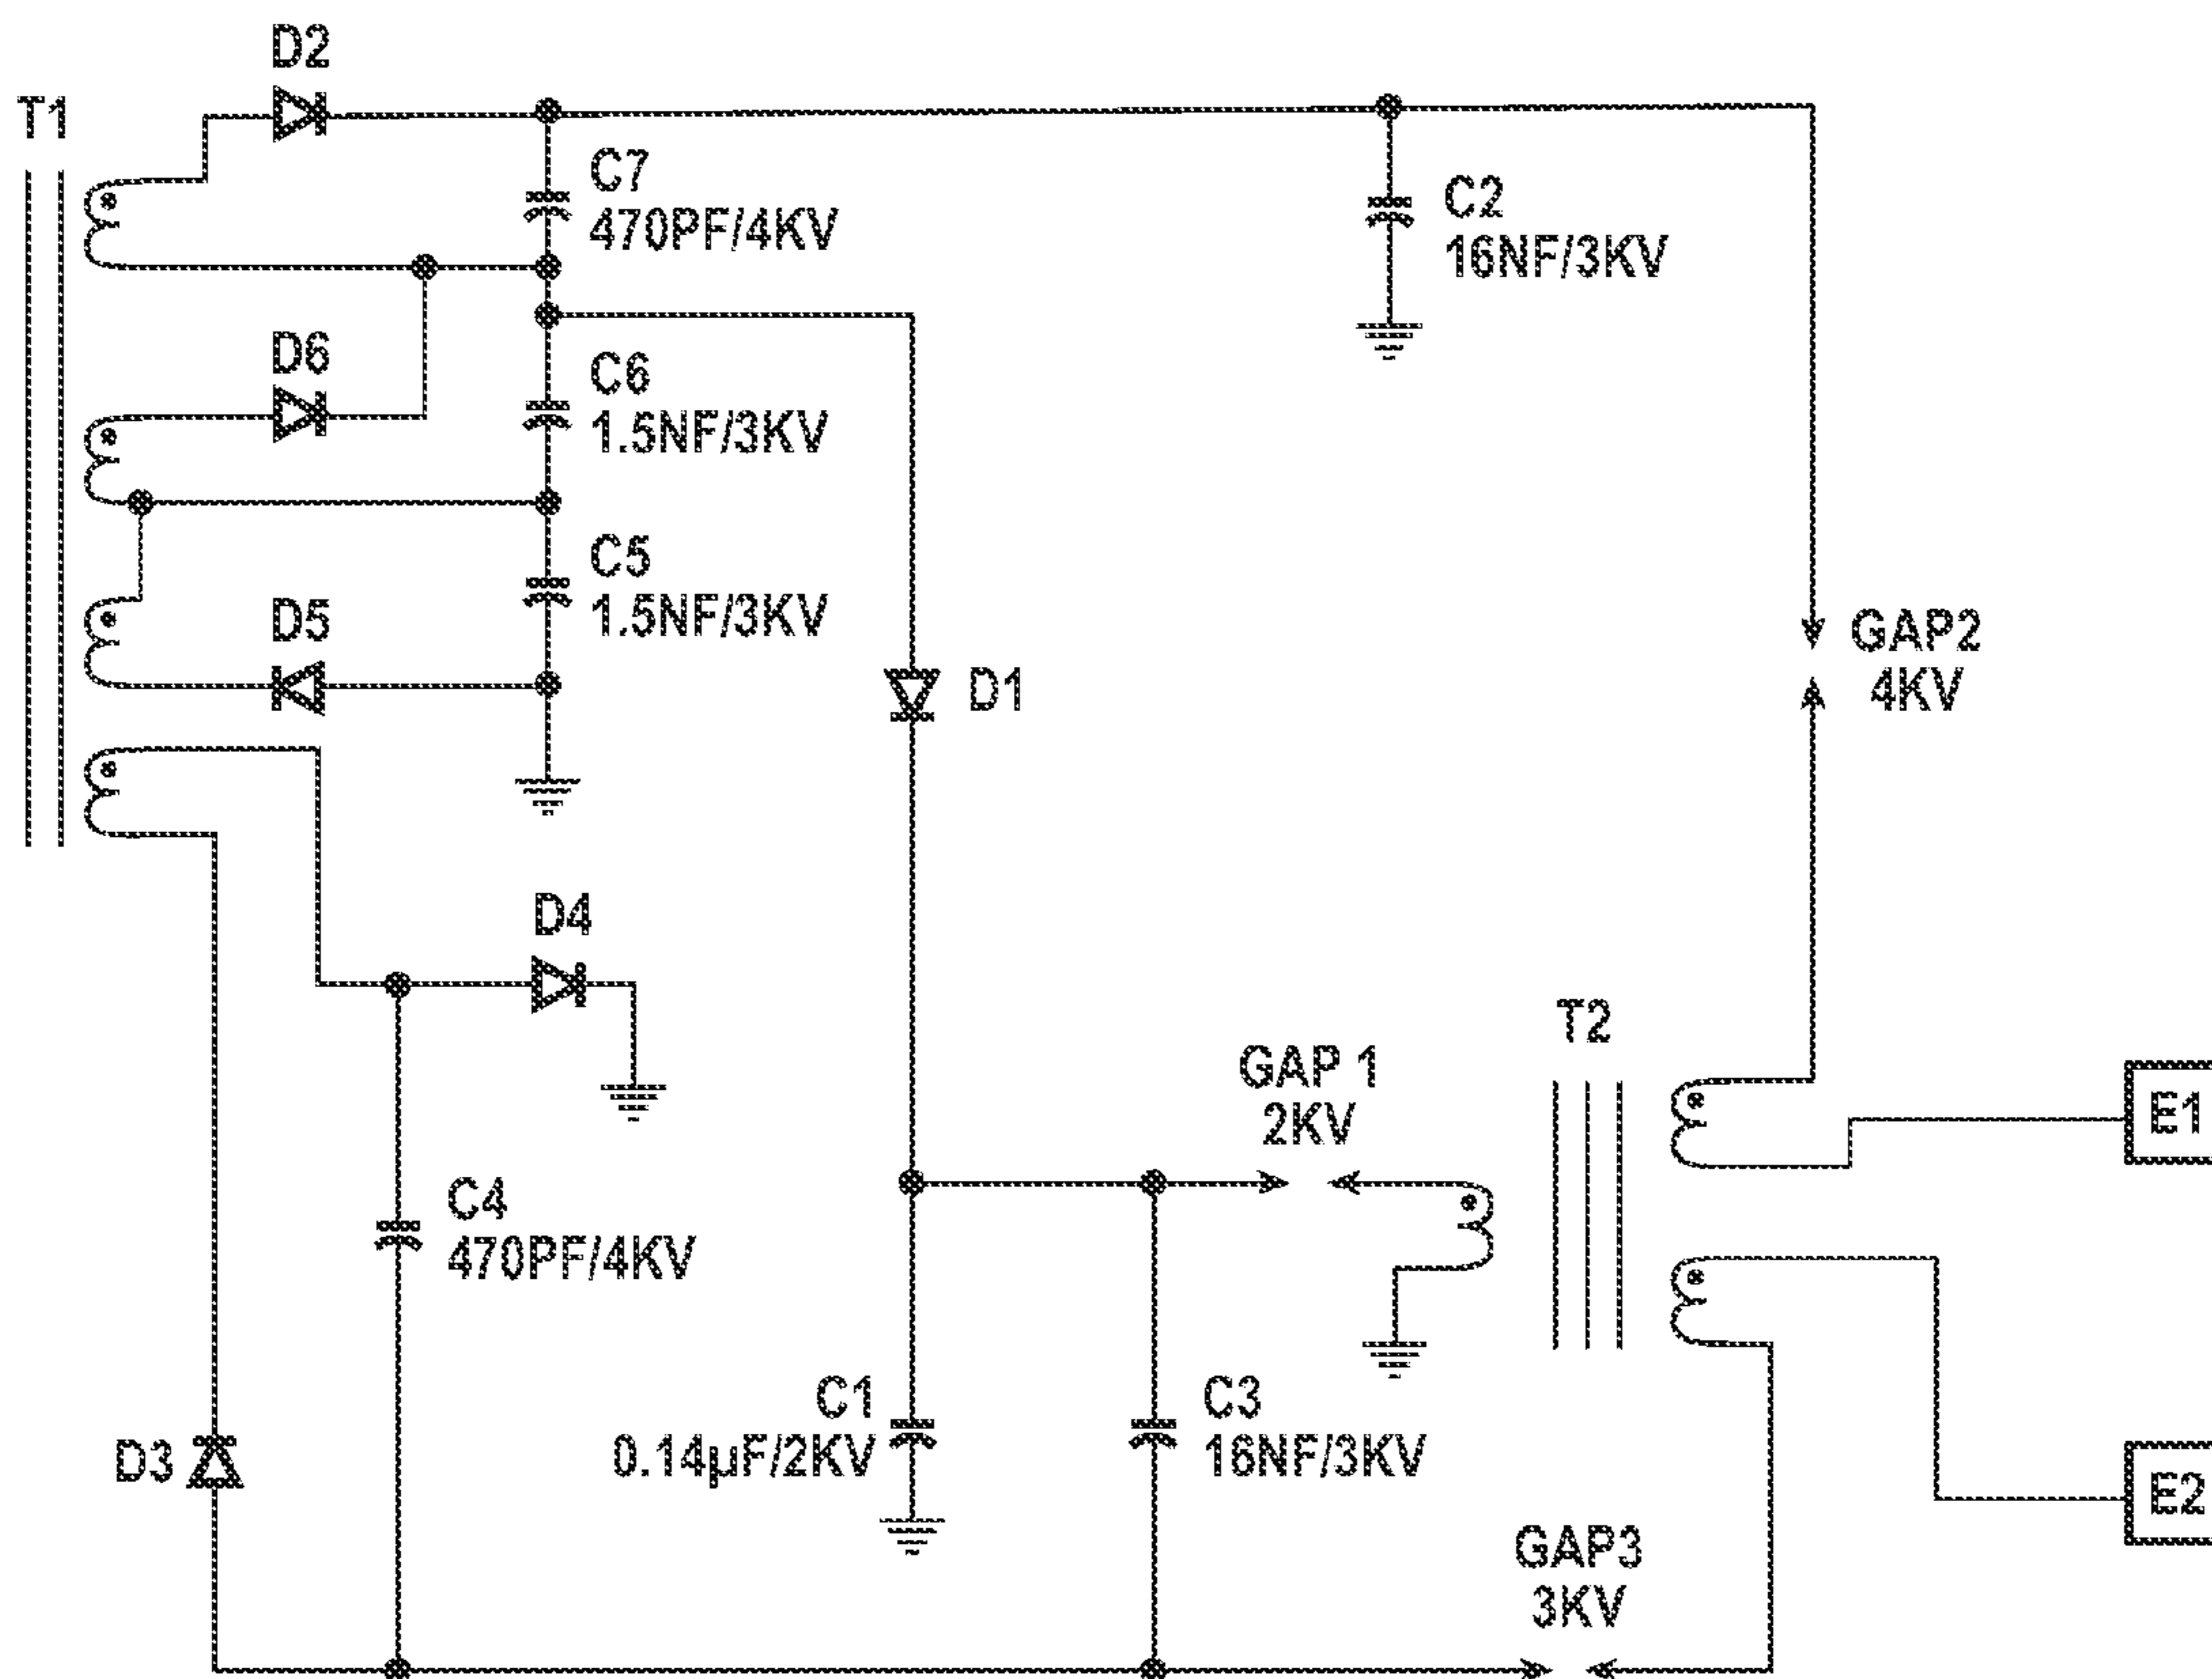 D2
T1
C7
470PF/4KV
C2
16NF/3KV
D6
C6
1.5NF/3KV
C5
1.5NF/3KV
D5
GAP2
4KV
D1
D4
T2
GAP 1
2KV
E1
C4
470PF/4KV
C1
0.14µF/2KV
C3
16NF/3KV
D3
E2
GAP3
3KV